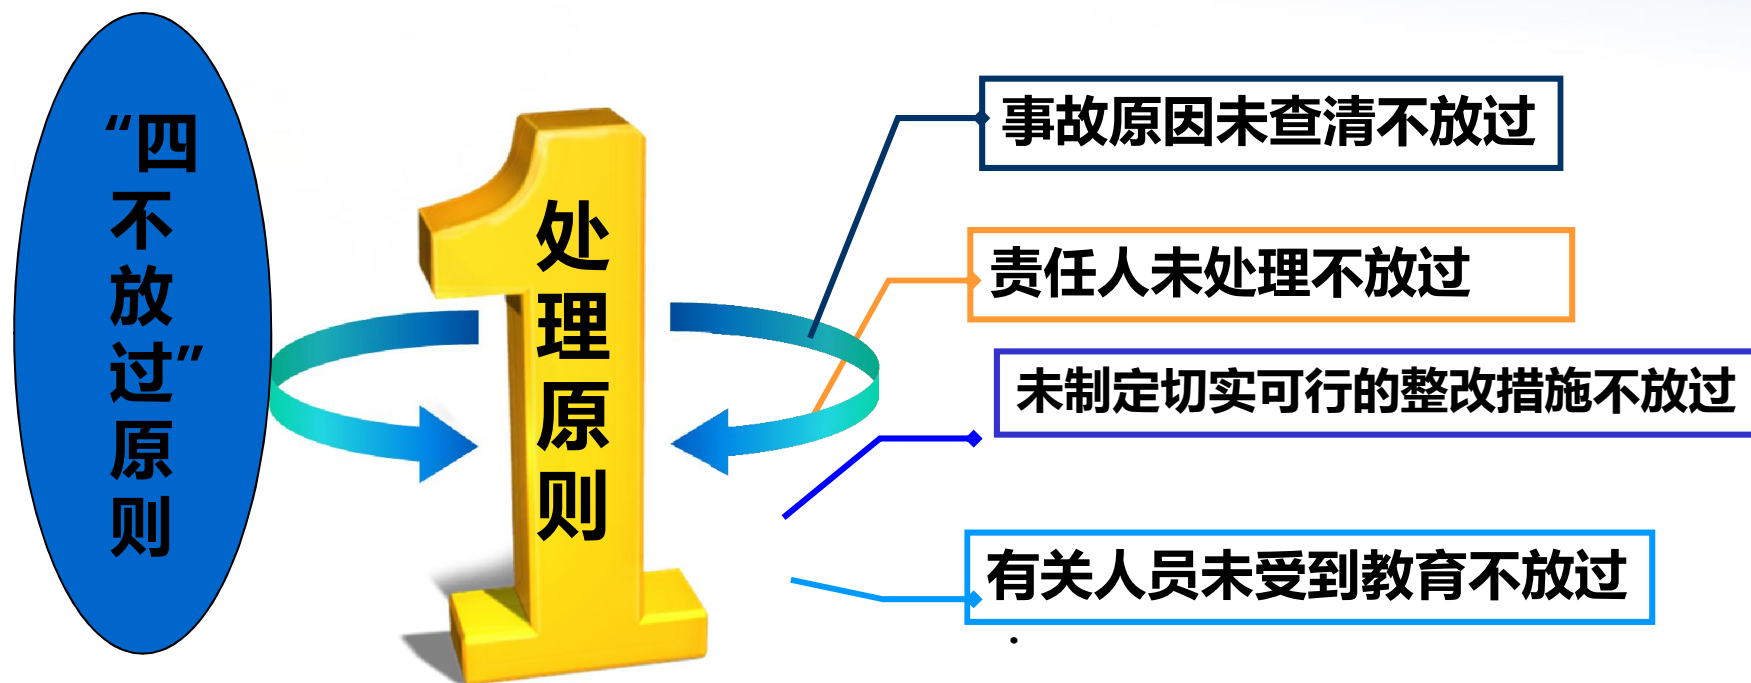 “四不放过”原则
处理原则
事故原因未查清不放过
责任人未处理不放过
未制定切实可行的整改措施不放过
有关人员未受到教育不放过
.